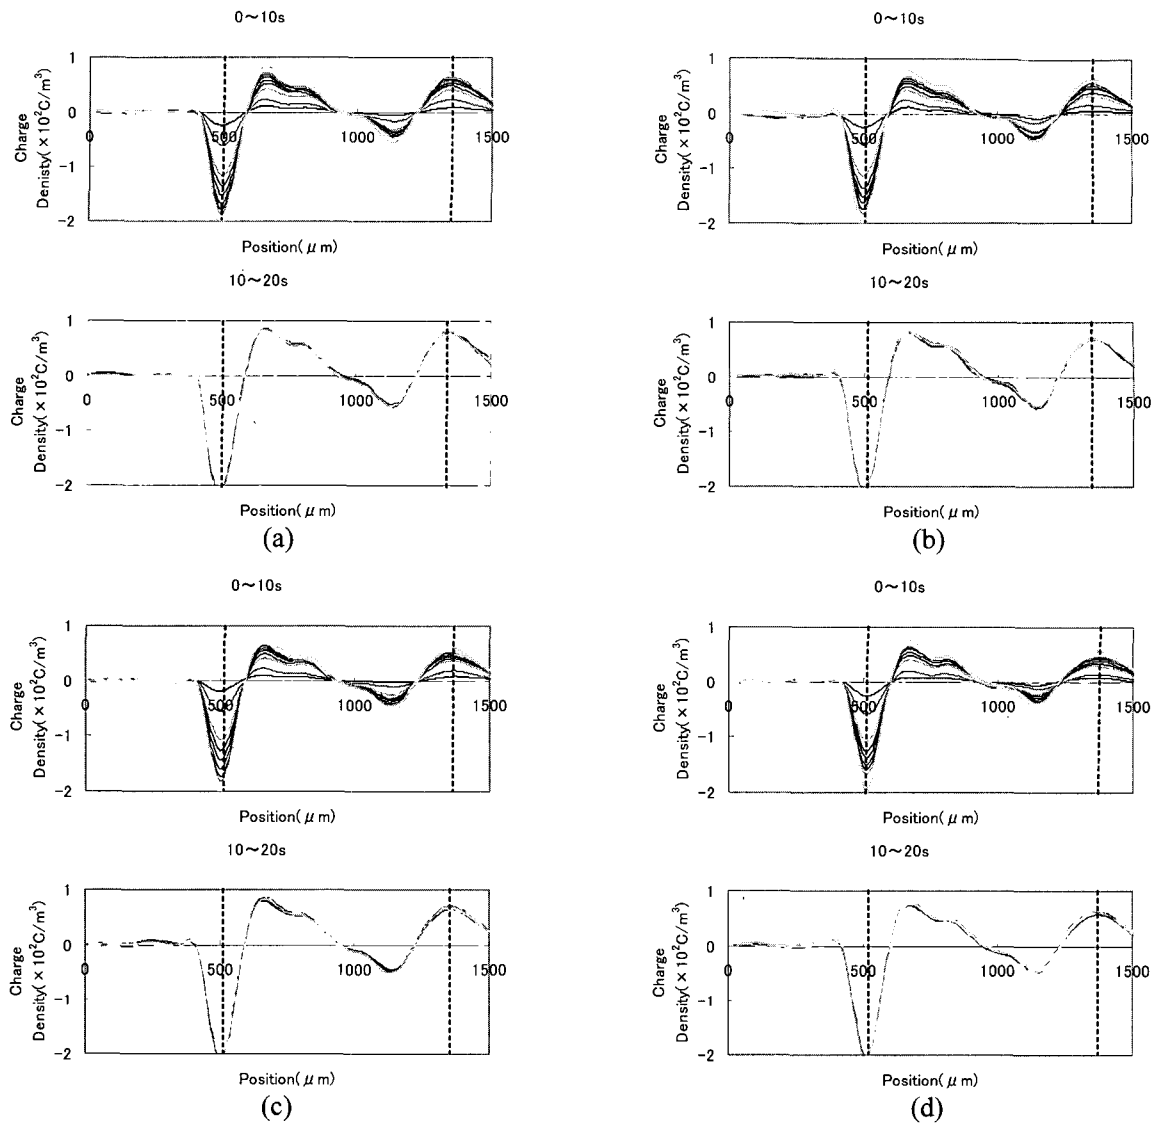 0～10s
1
0
-1
-2
Charge
Denisty(×10²C/m³)
0
500
1000
1500
Position(μm)
10～20s
1
0
-1
-2
Charge
Density(×10²C/m³)
0
500
1000
1500
Position(μm)
(a)
0～10s
1
0
-1
-2
Charge
Density(×10²C/m³)
0
500
1000
1500
Position(μm)
10～20s
1
0
-1
-2
Charge
Density(×10²C/m³)
0
500
1000
1500
Position(μm)
(b)
0～10s
1
0
-1
-2
Charge
Density(×10²C/m³)
0
500
1000
1500
Position(μm)
10～20s
1
0
-1
-2
Charge
Density(×10²C/m³)
0
500
1000
1500
Position(μm)
(c)
0～10s
1
0
-1
-2
Charge
Density(×10²C/m³)
0
500
1000
1500
Position(μm)
10～20s
1
0
-1
-2
Charge
Density(×10²C/m³)
0
500
1000
1500
Position(μm)
(d)